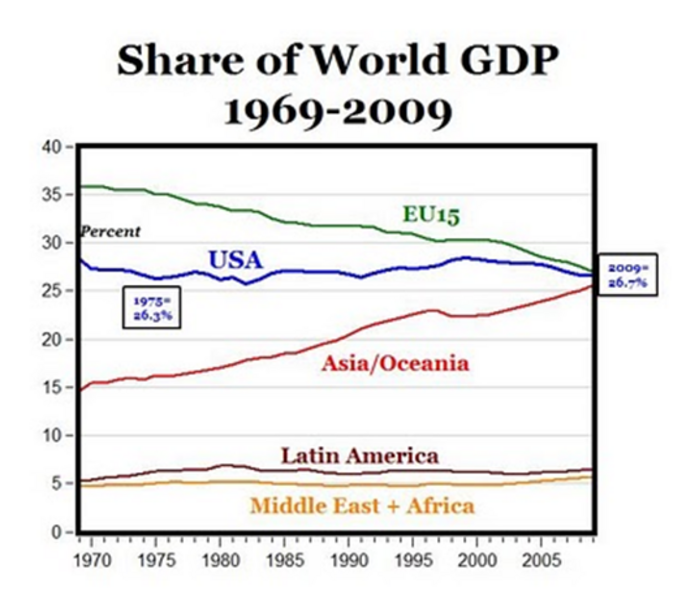 Share of World GDP
1969-2009
40
35
30
25
20
15
10
5
0
Percent
EU15
USA
2009=
26.7%
1975=
26.3%
Asia/Oceania
Latin America
Middle East + Africa
1970 1975 1980 1985 1990 1995 2000 2005